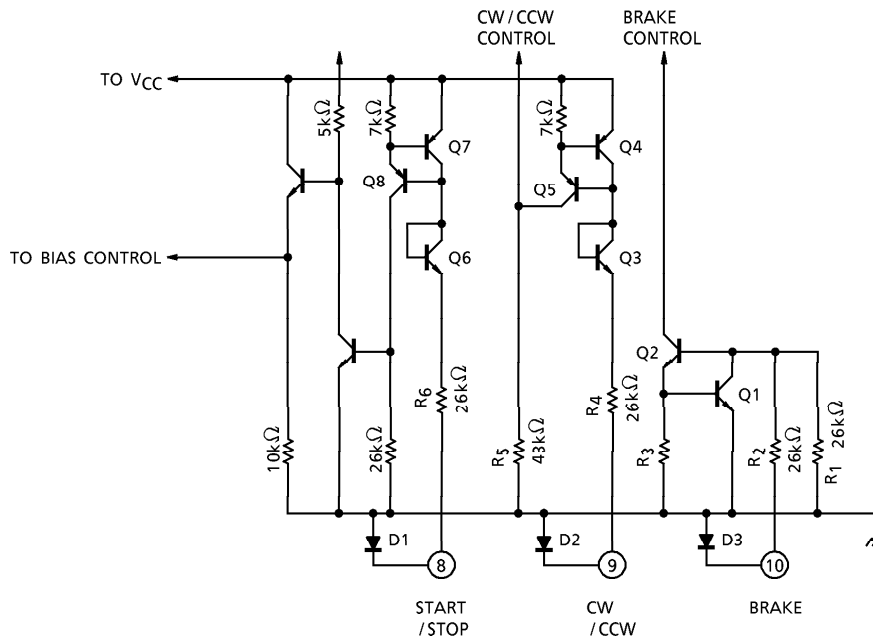 CW / CCW
CONTROL
BRAKE
CONTROL
TO VCC
5kΩ
7kΩ
Q7
7kΩ
Q4
Q8
Q5
TO BIAS CONTROL
Q6
Q3
Q2
Q1
R6
26kΩ
R4
26kΩ
10kΩ
26kΩ
R5
43kΩ
R3
R2
26kΩ
R1
26kΩ
D1
D2
D3
8
9
10
START
/ STOP
CW
/ CCW
BRAKE